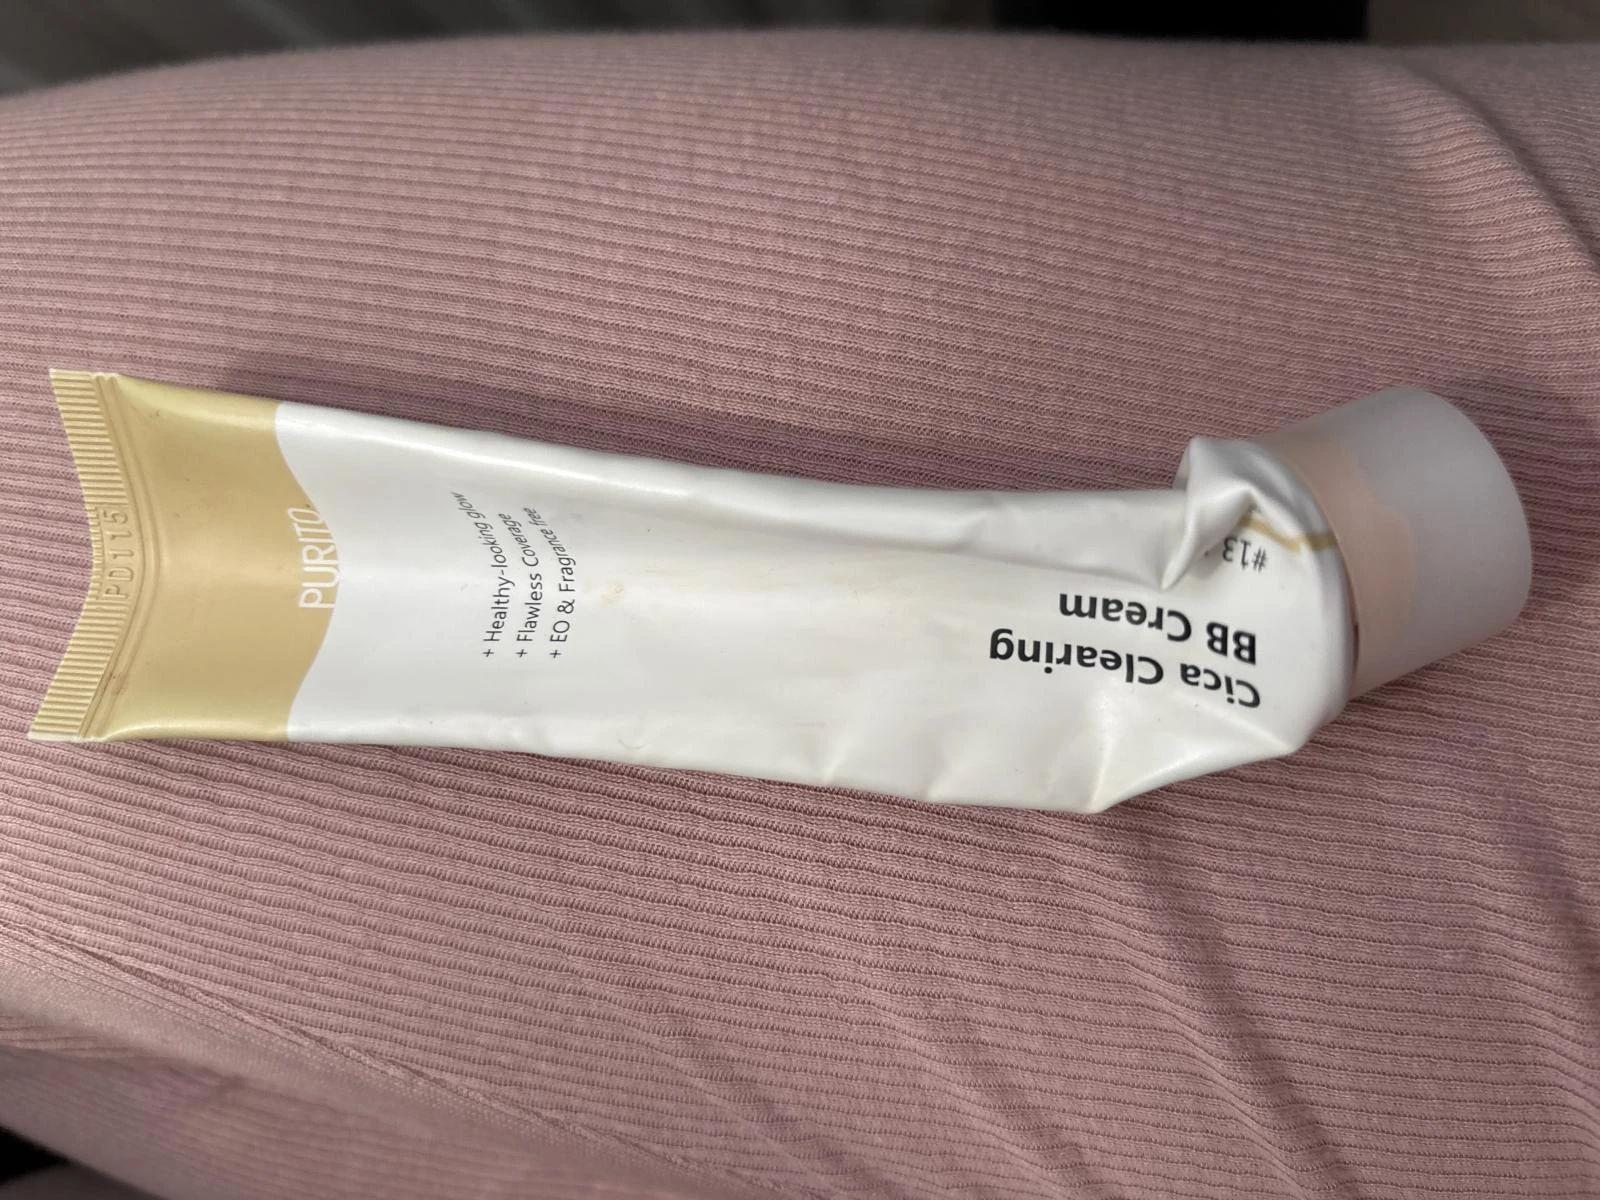 PURITO
+ Healthy-looking glow
+ Flawless Coverage
+ EO & Fragrance free
Cica Clearing
BB Cream
#13
PD115